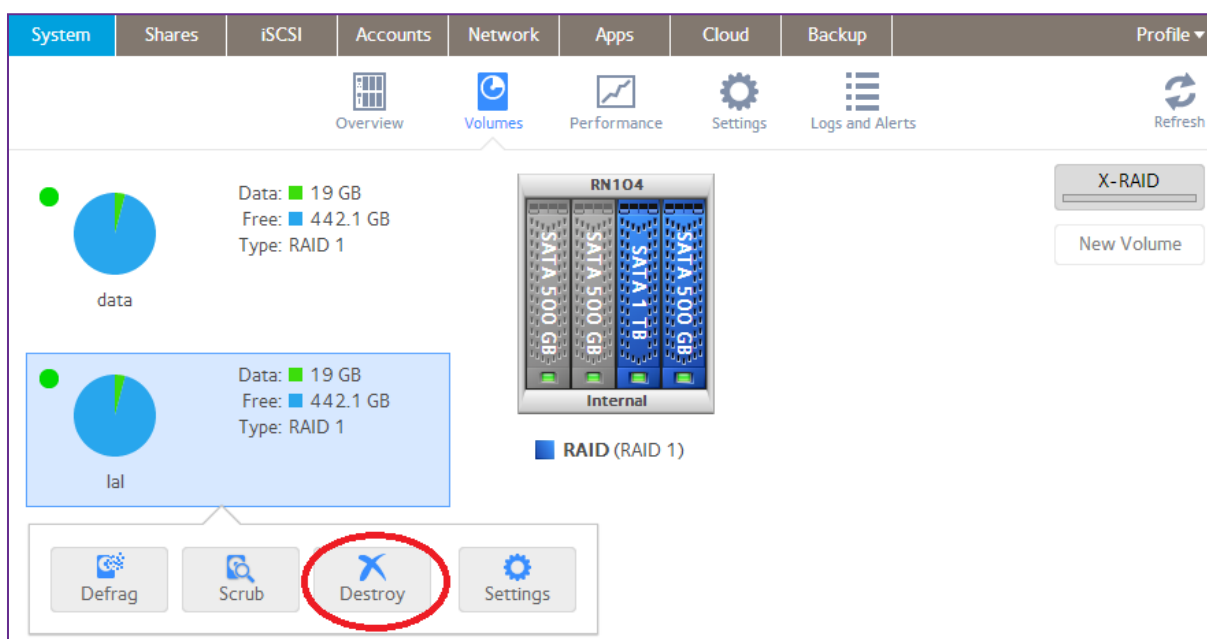 System Shares iSCSI Accounts Network Apps Cloud Backup Profile
Overview Volumes Performance Settings Logs and Alerts Refresh
Data: 19 GB
Free: 442.1 GB
Type: RAID 1
data
RN104
SATA 500 GB
SATA 500 GB
SATA 1 TB
SATA 500 GB
Internal
RAID (RAID 1)
X-RAID
New Volume
Data: 19 GB
Free: 442.1 GB
Type: RAID 1
lal
Defrag Scrub Destroy Settings